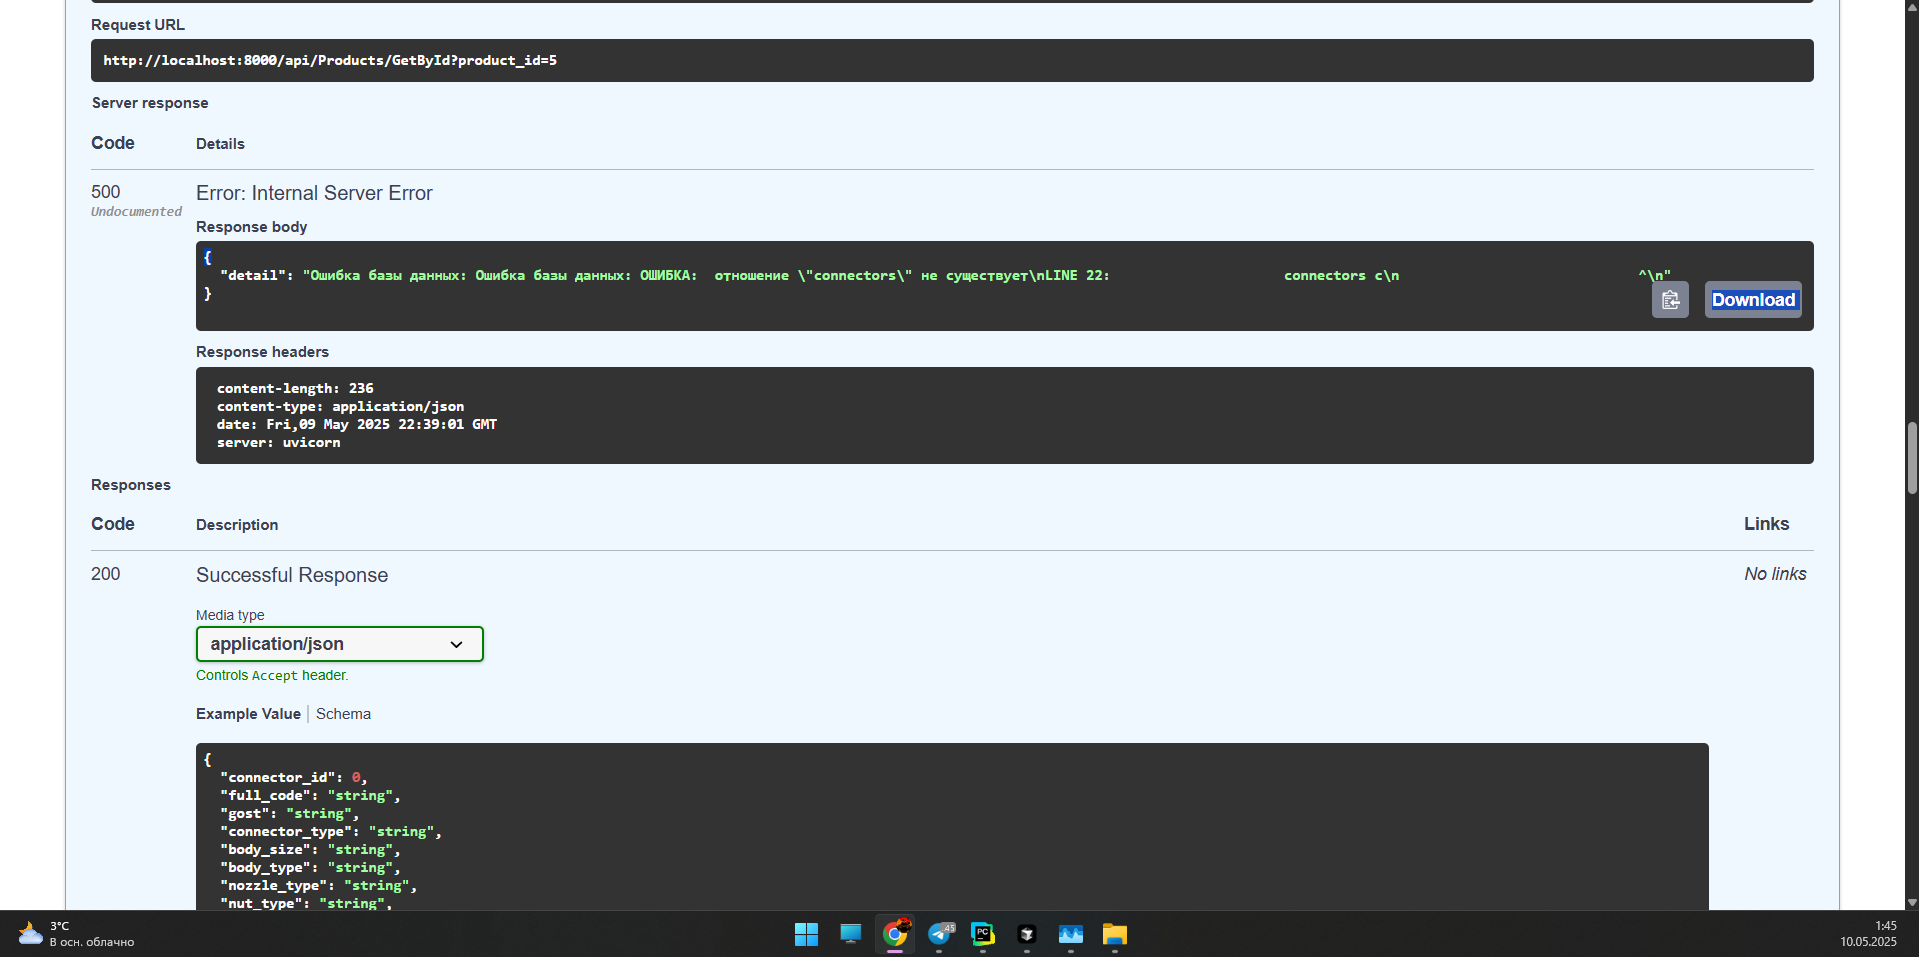 Request URL
http://localhost:8000/api/Products/GetById?product_id=5
Server response
Code Details
500 Error: Internal Server Error
Undocumented
Response body
{
"detail": "Ошибка базы данных: Ошибка базы данных: ОШИБКА:  отношение \"connectors\" не существует\nLINE 22:                     connectors c\n                             ^\n"
}
Download
Response headers
content-length: 236
content-type: application/json
date: Fri,09 May 2025 22:39:01 GMT
server: uvicorn
Responses
Code Description Links
200 Successful Response No links
Media type
application/json
Controls Accept header.
Example Value Schema
{
"connector_id": 0,
"full_code": "string",
"gost": "string",
"connector_type": "string",
"body_size": "string",
"body_type": "string",
"nozzle_type": "string",
"nut_type": "string",
3°C
В осн. облачно
45
PC
1:45
10.05.2025